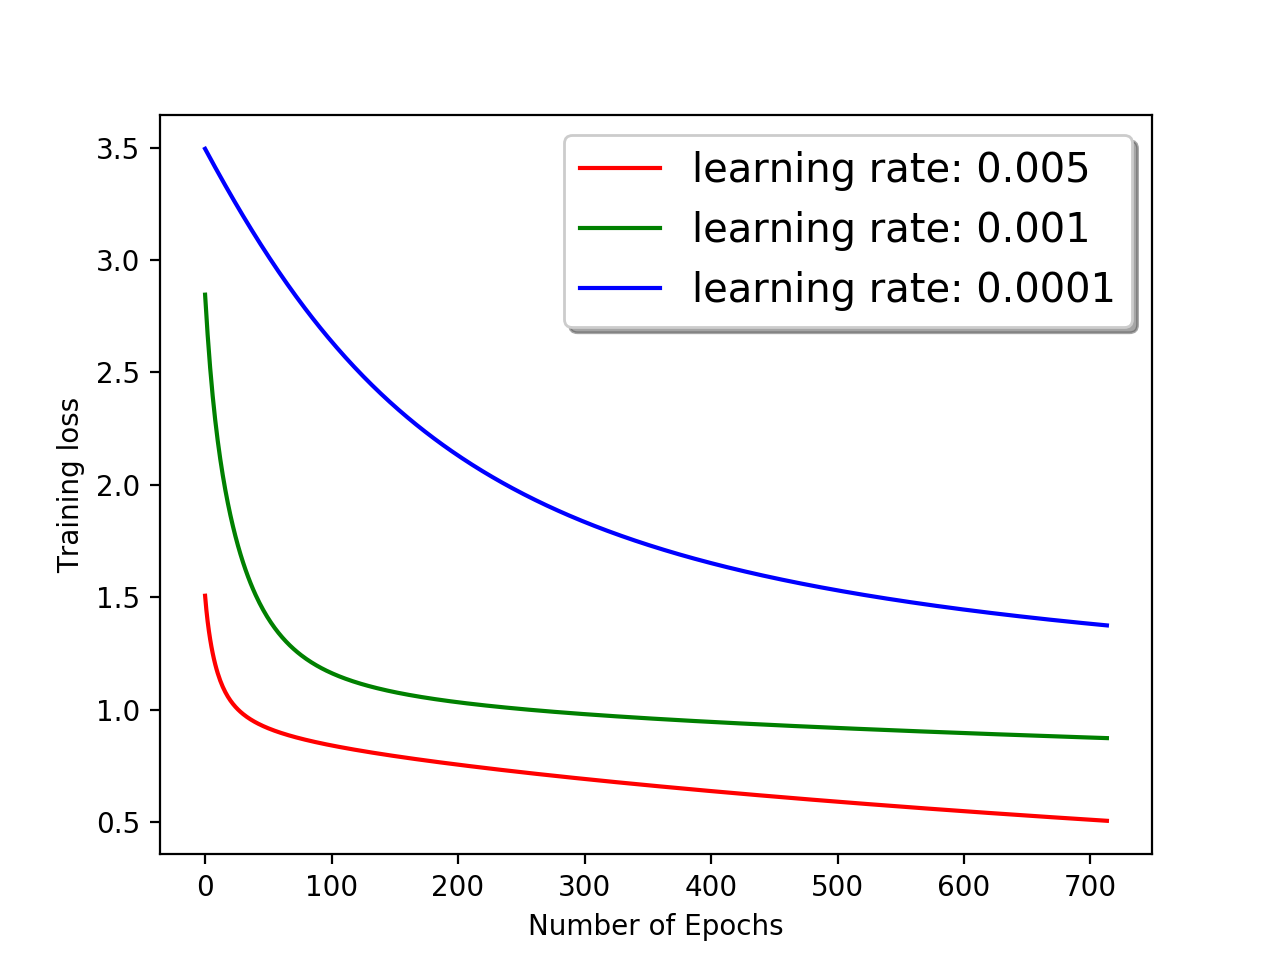 learning rate: 0.005
learning rate: 0.001
learning rate: 0.0001
3.5
3.0
2.5
2.0
1.5
1.0
0.5
Training loss
0 100 200 300 400 500 600 700
Number of Epochs